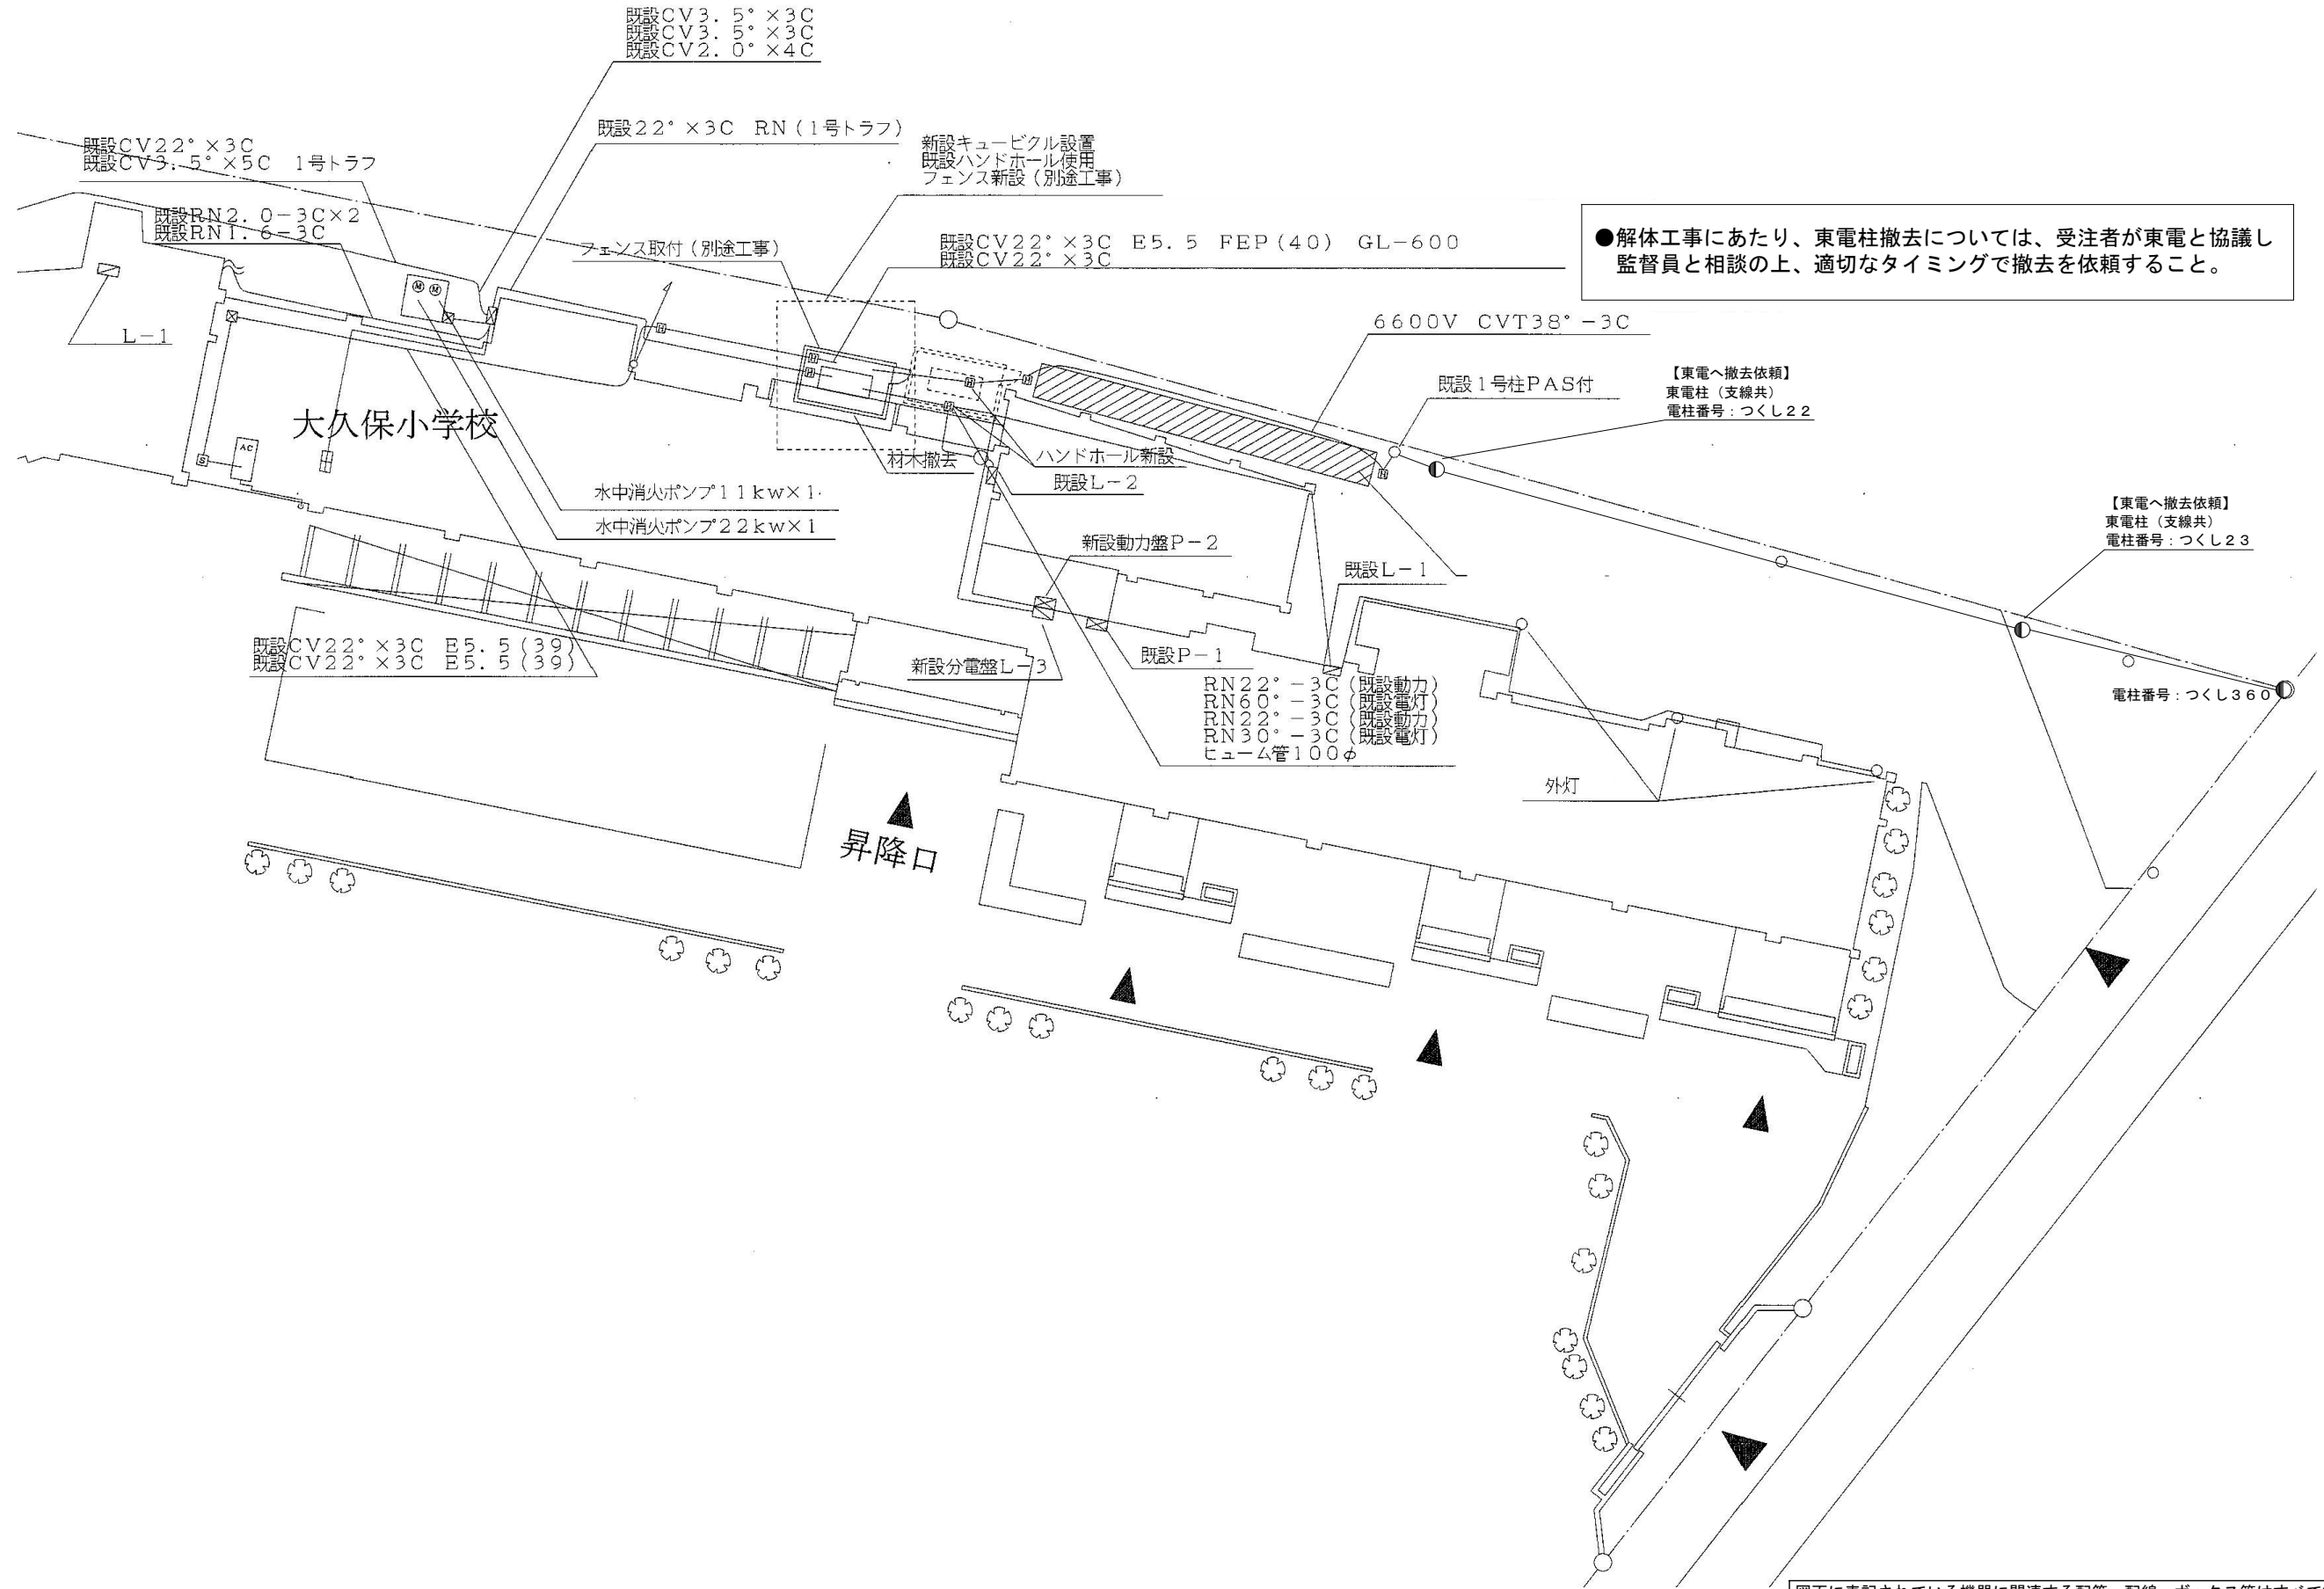 既設CV3.5°×3C
既設CV3.5°×3C
既設CV2.0°×4C
既設22°×3C RN(1号トラフ)
新設キュービクル設置
既設ハンドホール使用
フェンス新設(別途工事)
既設CV22°×3C
既設CV3.5°×5C 1号トラフ
既設RN2.0-3C×2
既設RN1.6-3C
フェンス取付(別途工事)
既設CV22°×3C E5.5 FEP(40) GL-600
既設CV22°×3C
●解体工事にあたり、東電柱撤去については、受注者が東電と協議し
監督員と相談の上、適切なタイミングで撤去を依頼すること。
L-1
M M
6600V CVT38°-3C
既設1号柱PAS付
【東電へ撤去依頼】
東電柱(支線共)
電柱番号:つくし22
大久保小学校
AC
S
H
H
H
H
H
H
H
材木撤去
ハンドホール新設
既設L-2
水中消火ポンプ11kw×1
水中消火ポンプ22kw×1
【東電へ撤去依頼】
東電柱(支線共)
電柱番号:つくし23
新設動力盤P-2
既設L-1
既設CV22°×3C E5.5(39)
既設CV22°×3C E5.5(39)
新設分電盤L-3
既設P-1
RN22°-3C(既設動力)
RN60°-3C(既設電灯)
RN22°-3C(既設動力)
RN30°-3C(既設電灯)
ヒューム管100φ
電柱番号:つくし360
外灯
昇降口